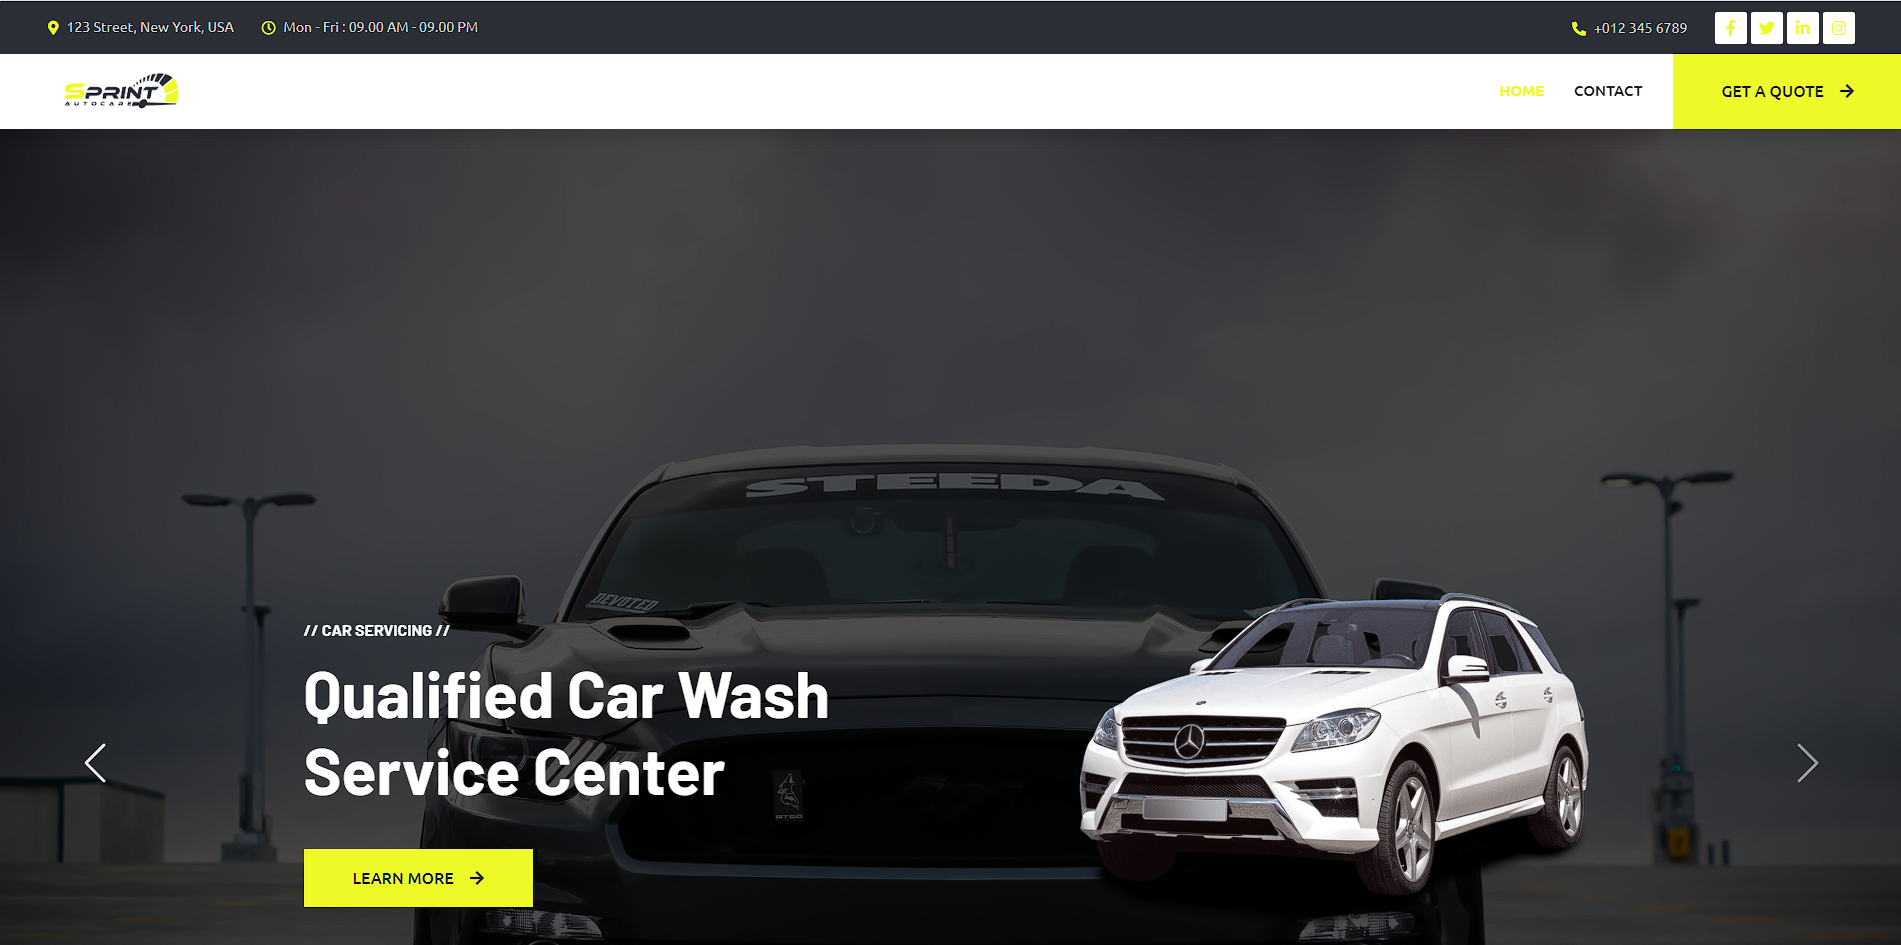 123 Street, New York, USA
Mon - Fri : 09.00 AM - 09.00 PM
+012 345 6789
SPRINT
AUTOCARE
HOME
CONTACT
GET A QUOTE
STEEDA
DEVOTED
// CAR SERVICING //
Qualified Car Wash
Service Center
LEARN MORE